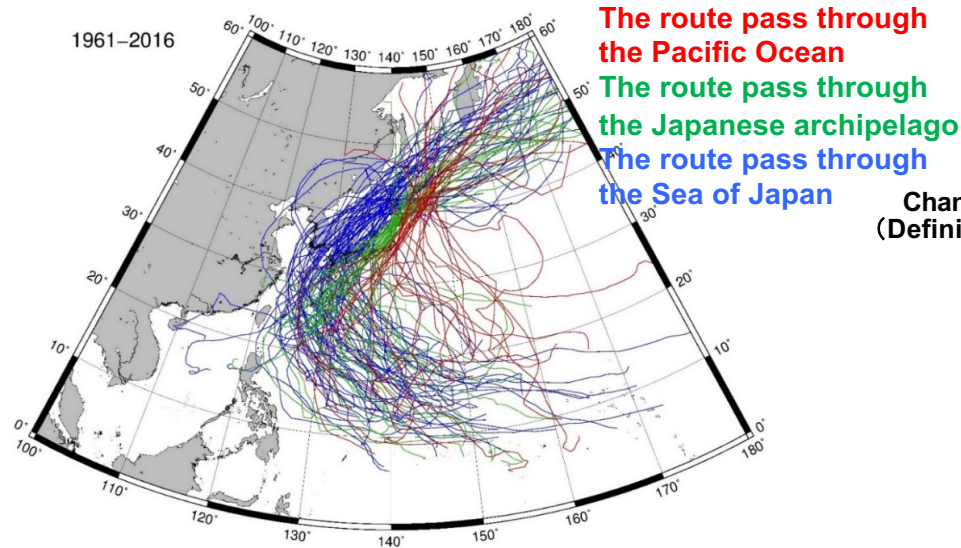 1961–2016
The route pass through
the Pacific Ocean
The route pass through
the Japanese archipelago
The route pass through
the Sea of Japan
Chan
(Defini
60° 100° 110° 120° 130° 140° 150° 160° 170° 180° 60°
50° 50°
40° 40°
30° 30°
20° 20°
10° 10°
0° 0°
100° 110° 120° 130° 140° 150° 160° 170° 180°